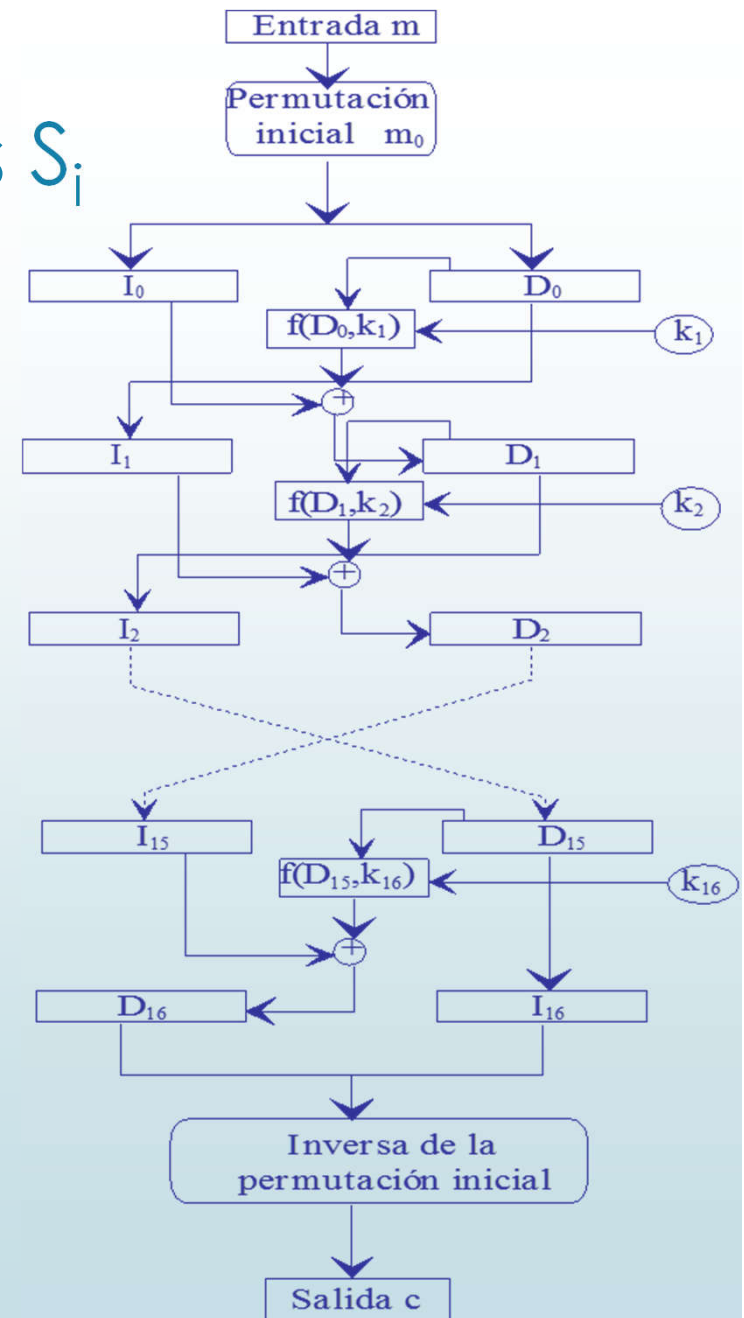 Entrada m
Permutación
inicial m₀
s Sᵢ
I₀
D₀
f(D₀,k₁)
k₁
+
I₁
D₁
f(D₁,k₂)
k₂
+
I₂
D₂
I₁₅
D₁₅
f(D₁₅,k₁₆)
k₁₆
+
D₁₆
I₁₆
Inversa de la
permutación inicial
Salida c